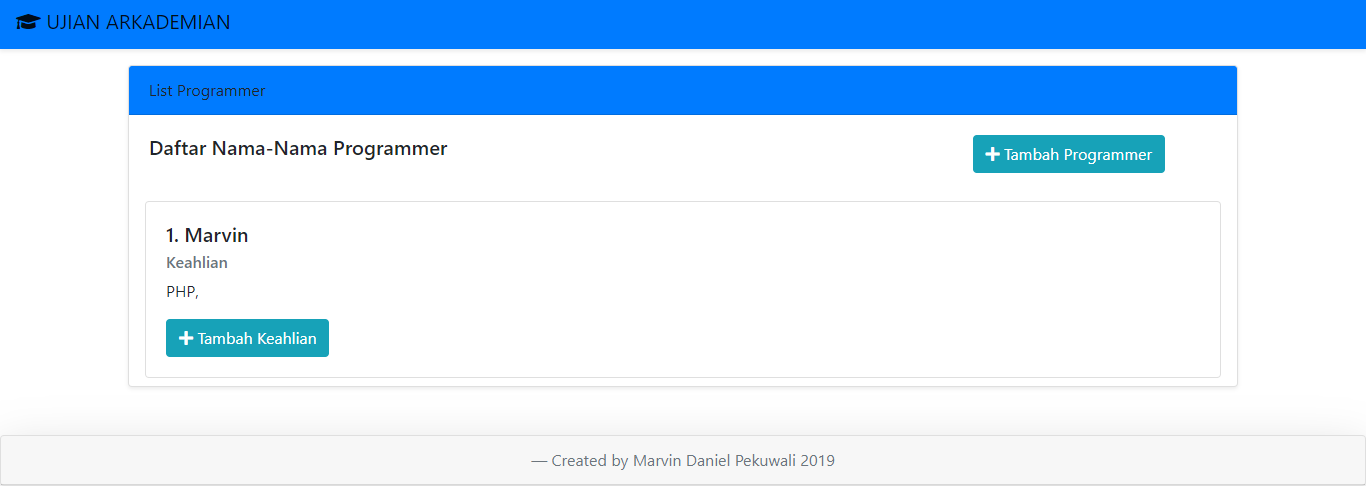 UJIAN ARKADEMIAN
List Programmer
Daftar Nama-Nama Programmer
Tambah Programmer
1. Marvin
Keahlian
PHP,
Tambah Keahlian
— Created by Marvin Daniel Pekuwali 2019